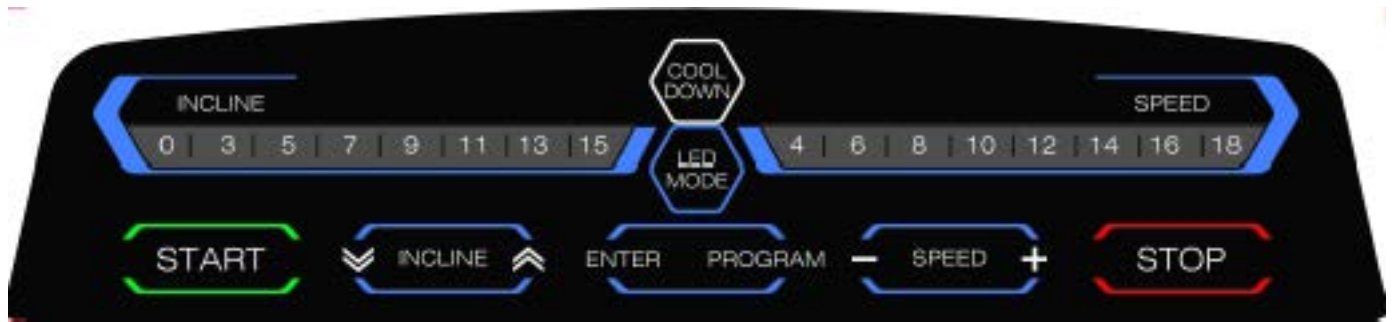 COOL
DOWN
INCLINE
SPEED
0 | 3 | 5 | 7 | 9 | 11 | 13 | 15
4 | 6 | 8 | 10 | 12 | 14 | 16 | 18
LED
MODE
START
INCLINE
ENTER PROGRAM
− SPEED +
STOP